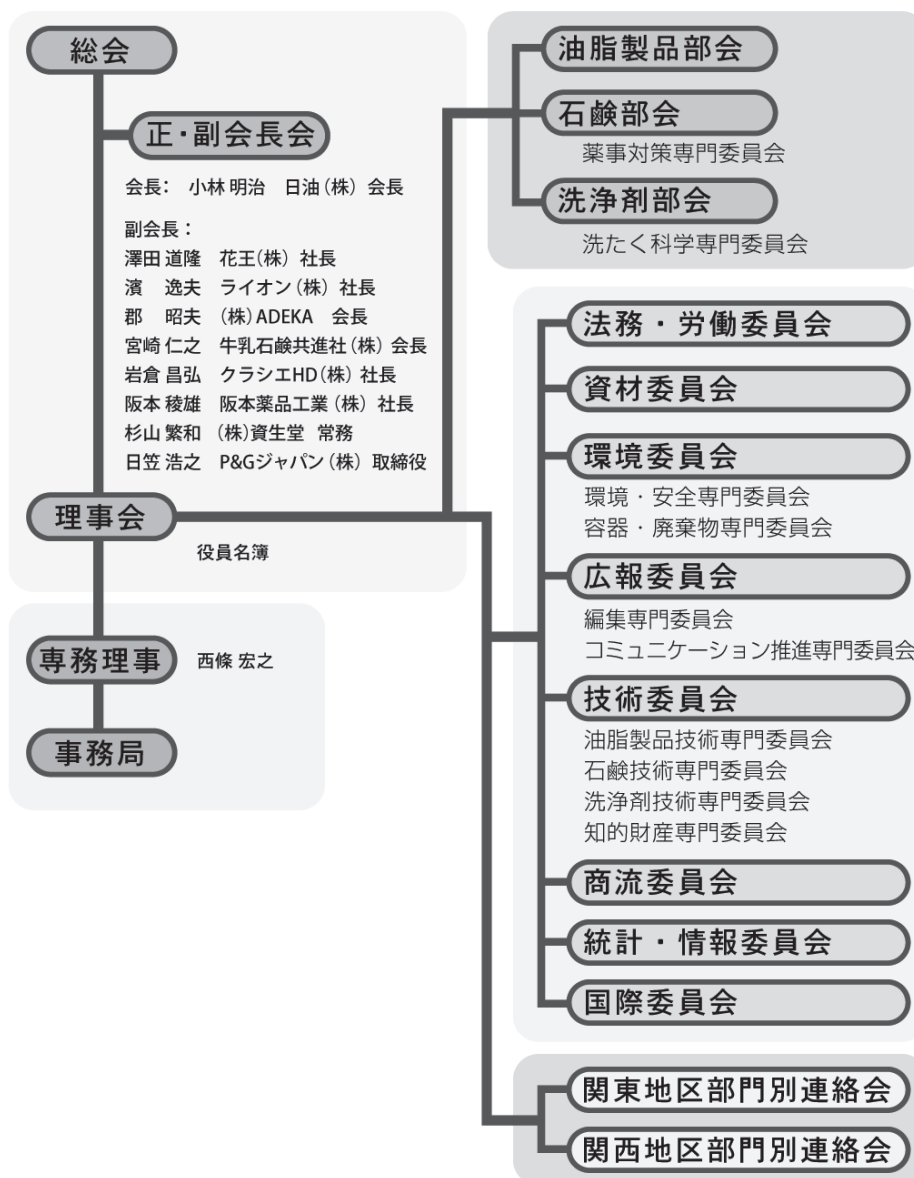 総会
正・副会長会
会長： 小林 明治 日油（株）会長
副会長：
澤田 道隆 花王（株）社長
濱 逸夫 ライオン（株）社長
郡 昭夫 （株）ADEKA 会長
宮崎 仁之 牛乳石鹸共進社（株）会長
岩倉 昌弘 クラシエHD（株）社長
阪本 稜雄 阪本薬品工業（株）社長
杉山 繁和 （株）資生堂 常務
日笠 浩之 P&Gジャパン（株）取締役
理事会
役員名簿
専務理事 西條 宏之
事務局
油脂製品部会
石鹸部会
薬事対策専門委員会
洗浄剤部会
洗たく科学専門委員会
法務・労働委員会
資材委員会
環境委員会
環境・安全専門委員会
容器・廃棄物専門委員会
広報委員会
編集専門委員会
コミュニケーション推進専門委員会
技術委員会
油脂製品技術専門委員会
石鹸技術専門委員会
洗浄剤技術専門委員会
知的財産専門委員会
商流委員会
統計・情報委員会
国際委員会
関東地区部門別連絡会
関西地区部門別連絡会